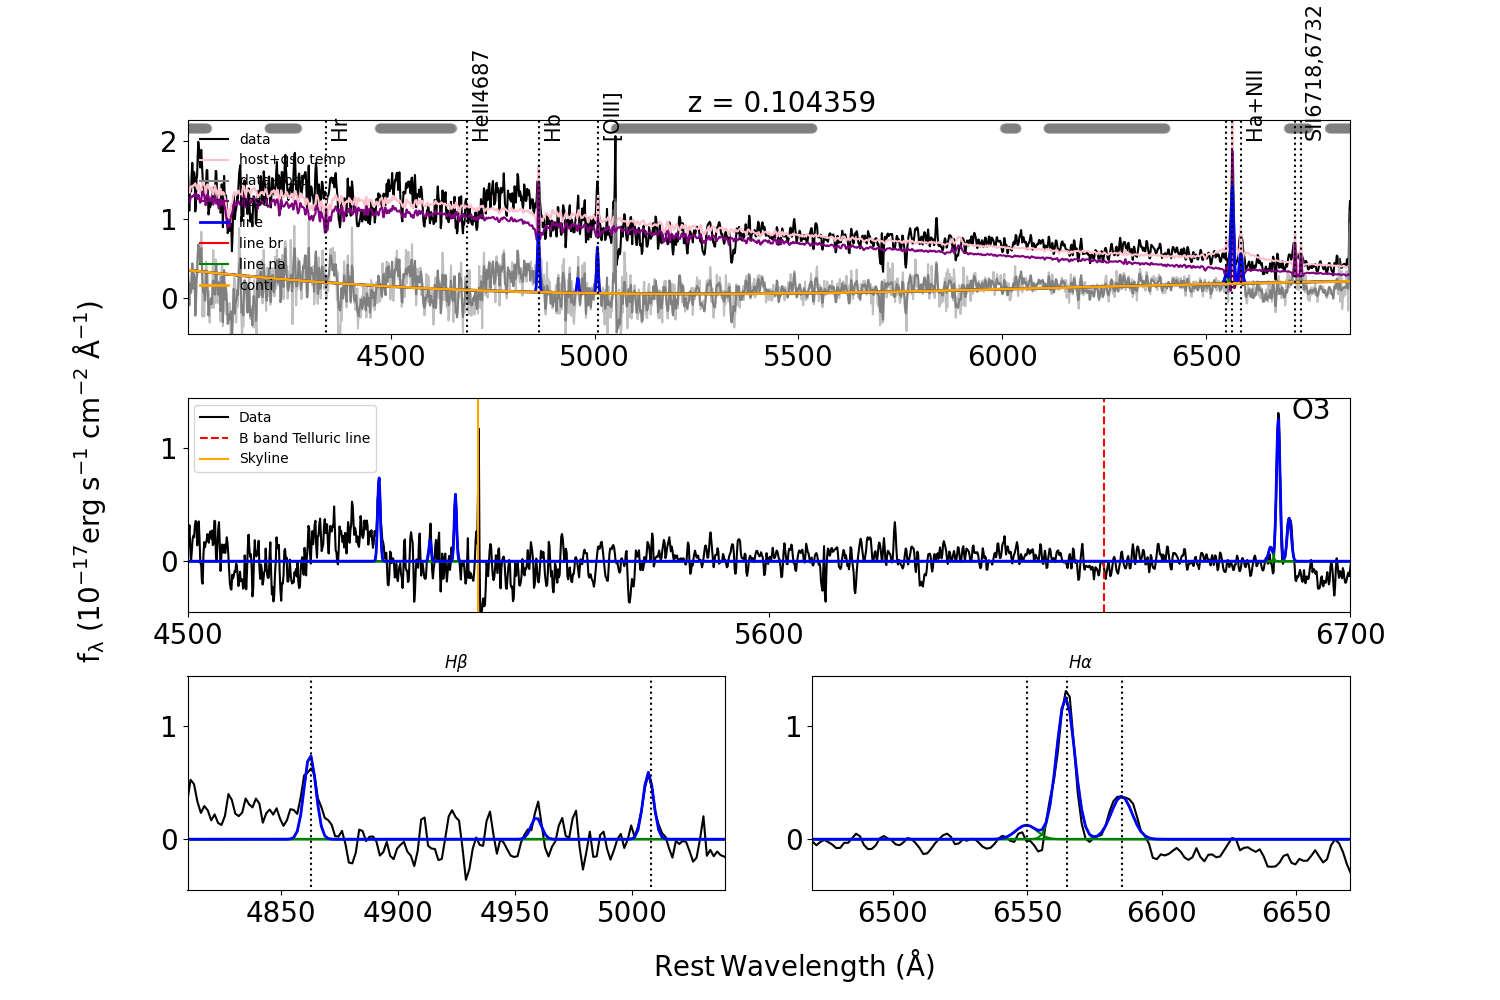 z = 0.104359
Hr
HeII4687
Hb
[OIII]
Ha+NII
SII6718,6732
data
host+qso temp
line
line br
line na
conti
2
1
0
4500
5000
5500
6000
6500
fλ (10⁻¹⁷erg s⁻¹ cm⁻² Å⁻¹)
Data
B band Telluric line
Skyline
O3
1
0
4500
5600
6700
Hβ
1
0
4850
4900
4950
5000
Hα
1
0
6500
6550
6600
6650
Rest Wavelength (Å)